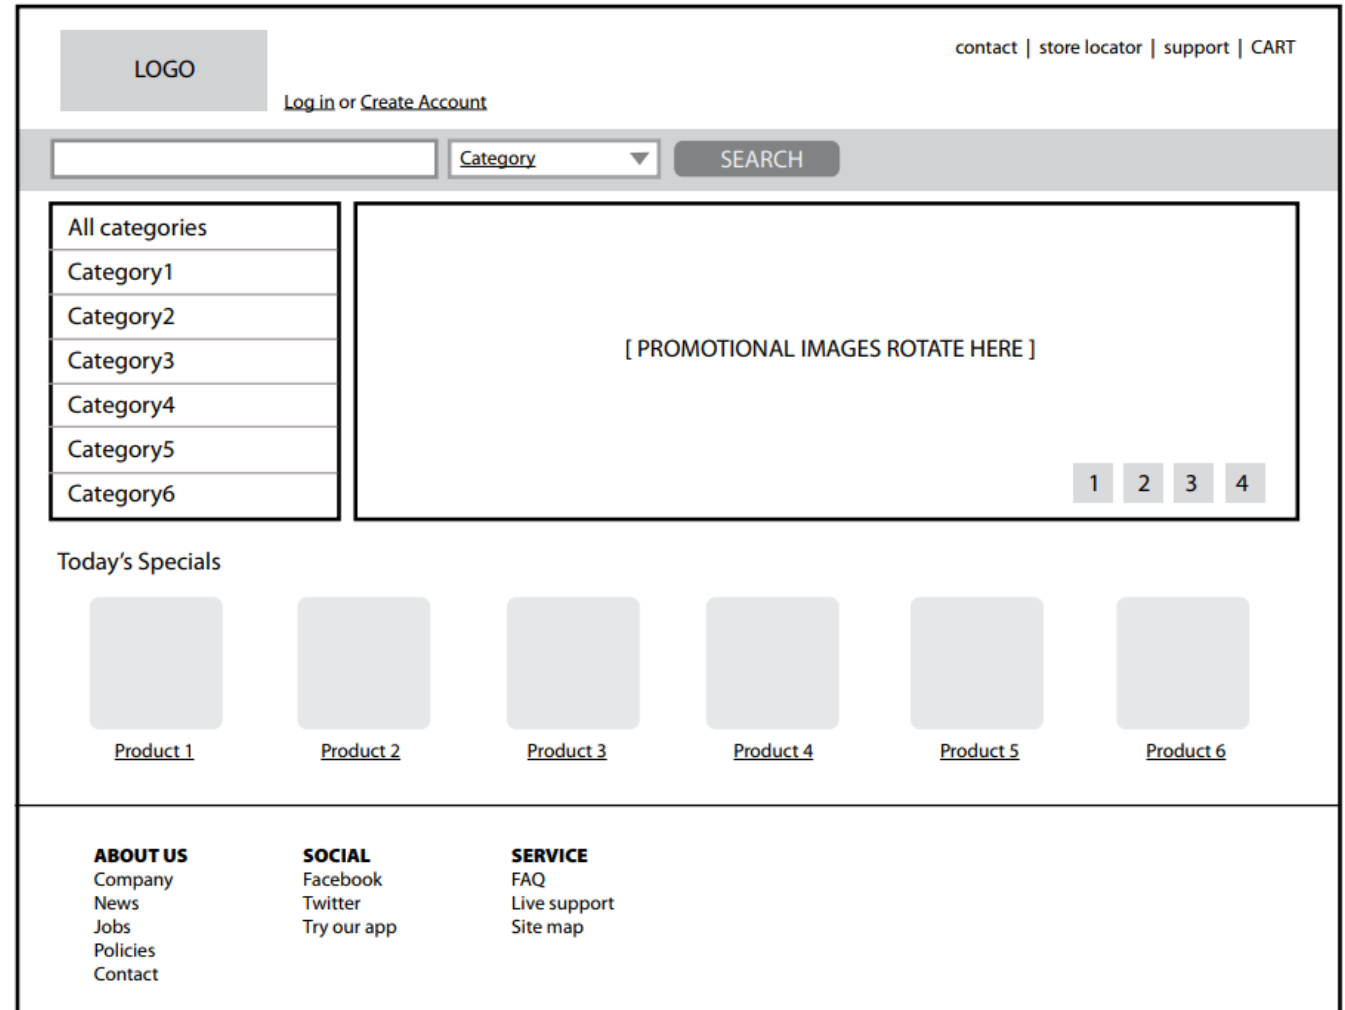 LOGO
contact | store locator | support | CART
Log in or Create Account
Category
SEARCH
All categories
Category1
Category2
Category3
Category4
Category5
Category6
[ PROMOTIONAL IMAGES ROTATE HERE ]
1 2 3 4
Today’s Specials
Product 1
Product 2
Product 3
Product 4
Product 5
Product 6
ABOUT US
Company
News
Jobs
Policies
Contact
SOCIAL
Facebook
Twitter
Try our app
SERVICE
FAQ
Live support
Site map